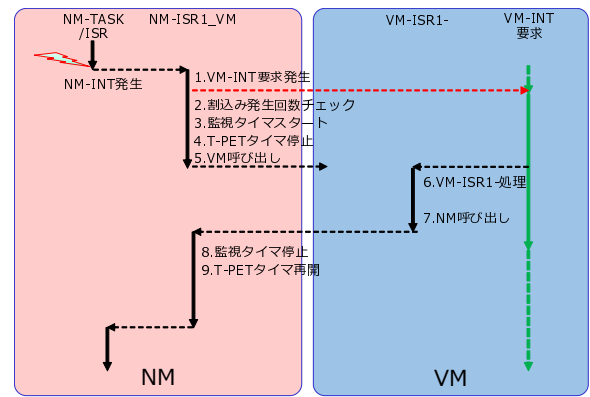 NM-TASK
/ISR
NM-ISR1_VM
VM-ISR1-
VM-INT
要求
NM-INT発生
1.VM-INT要求発生
2.割込み発生回数チェック
3.監視タイマスタート
4.T-PETタイマ停止
5.VM呼び出し
6.VM-ISR1-処理
7.NM呼び出し
8.監視タイマ停止
9.T-PETタイマ再開
NM
VM